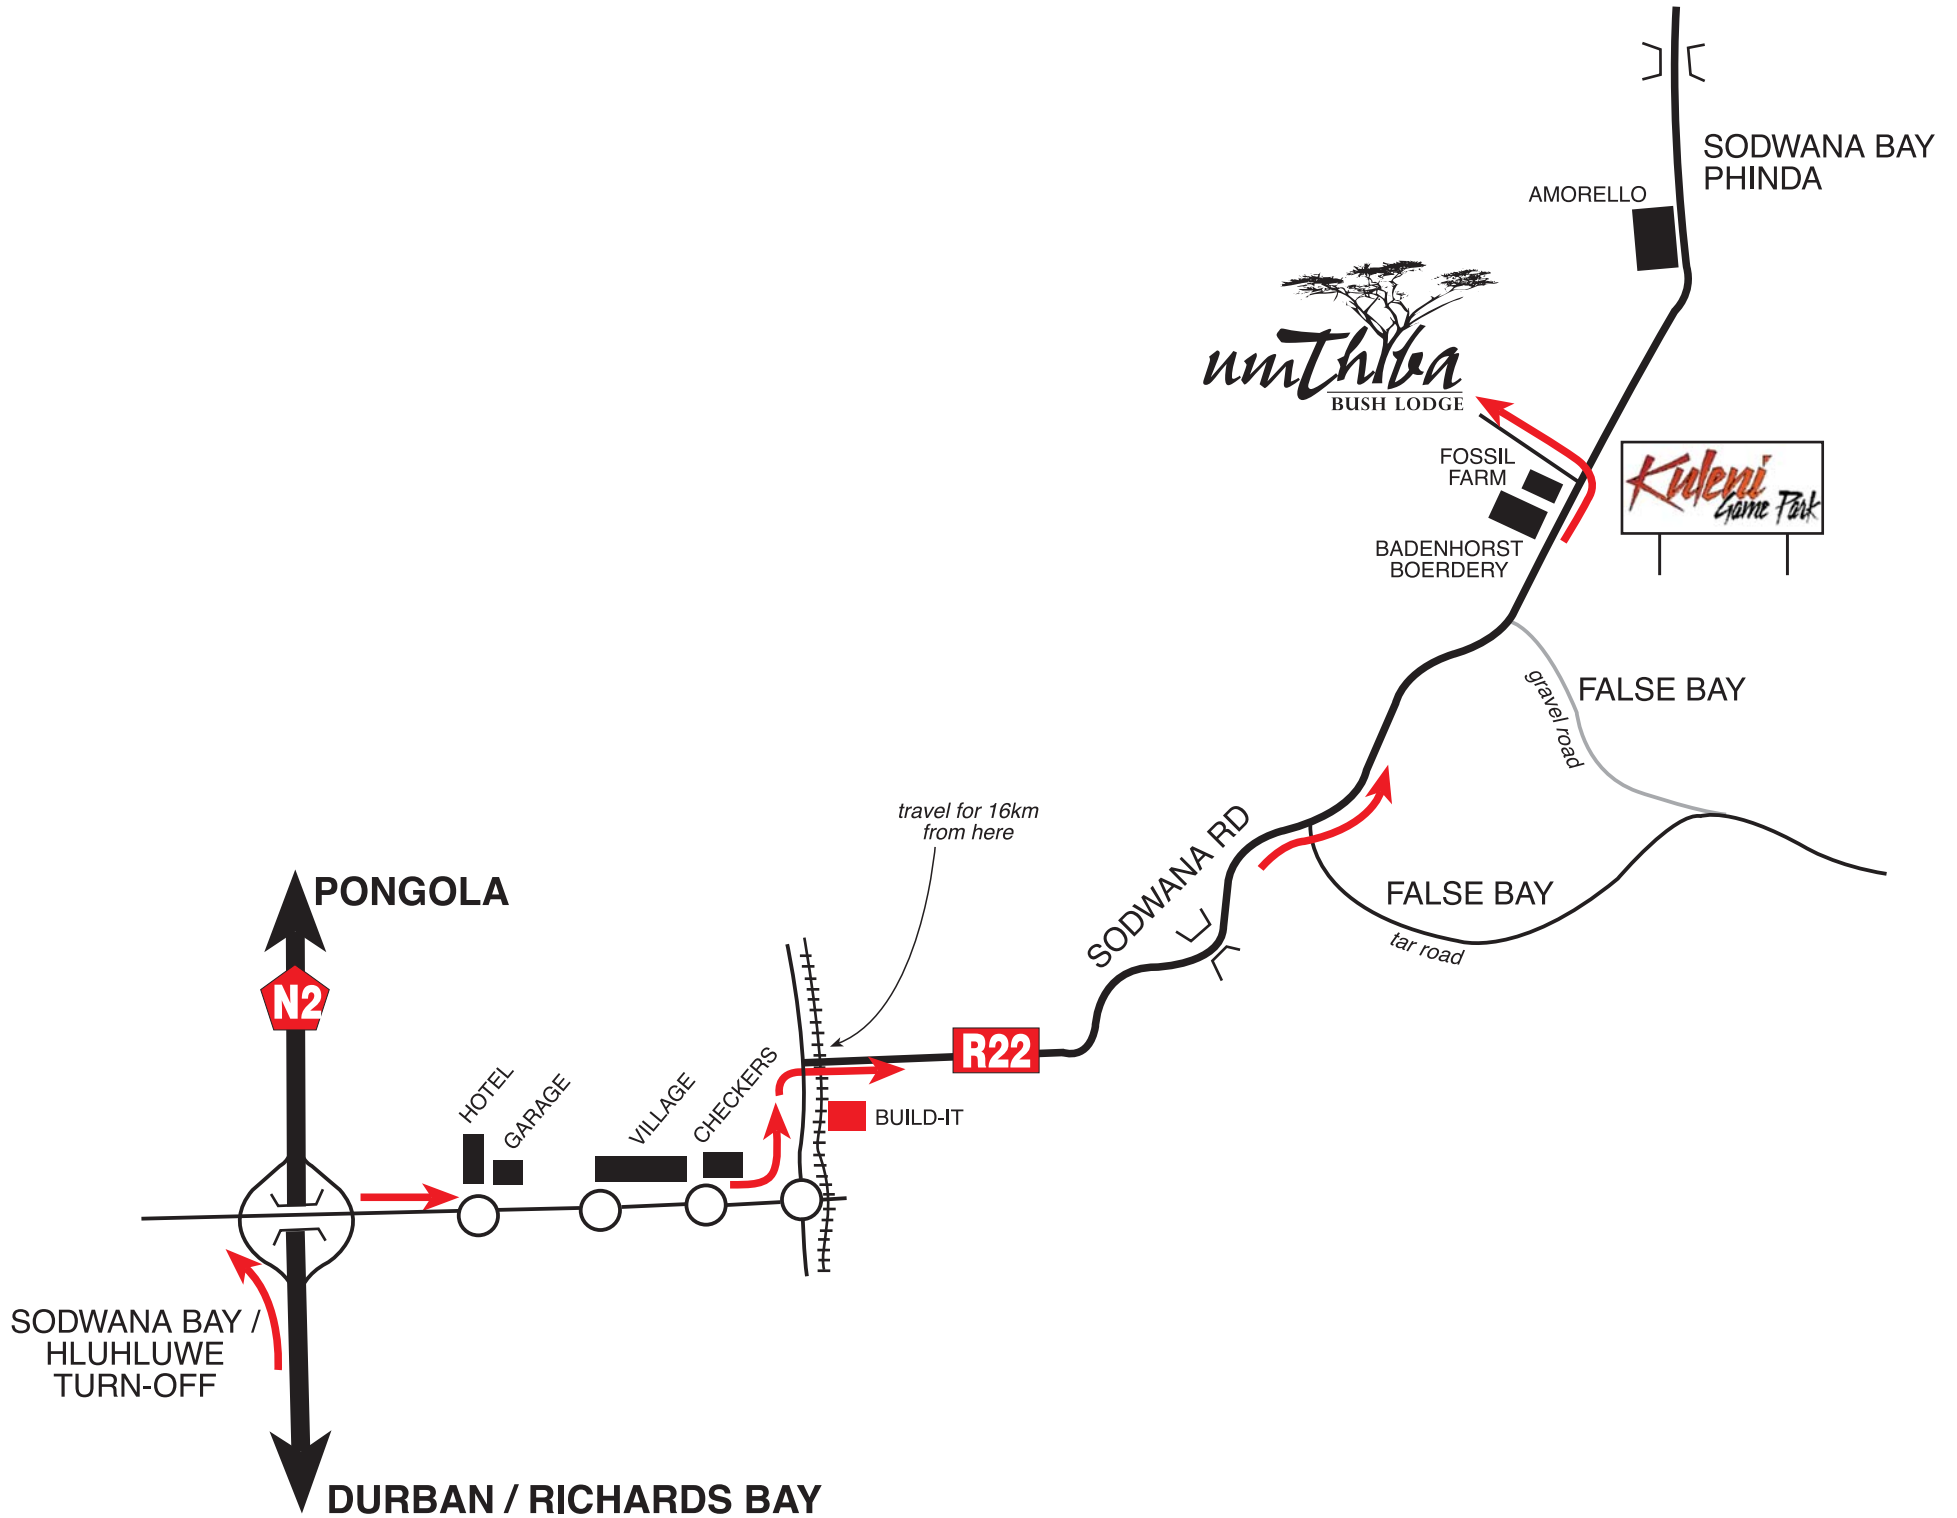 SODWANA BAY
PHINDA
AMORELLO
umThiba
BUSH LODGE
FOSSIL
FARM
Kuleni
Game Park
BADENHORST
BOERDERY
FALSE BAY
gravel road
travel for 16km
from here
SODWANA RD
FALSE BAY
tar road
PONGOLA
N2
R22
HOTEL
GARAGE
VILLAGE
CHECKERS
BUILD-IT
SODWANA BAY /
HLUHLUWE
TURN-OFF
DURBAN / RICHARDS BAY